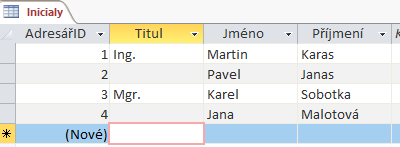 Inicialy
AdresářID Titul Jméno Příjmení
1 Ing. Martin Karas
2 Pavel Janas
3 Mgr. Karel Sobotka
4 Jana Malotová
(Nové)